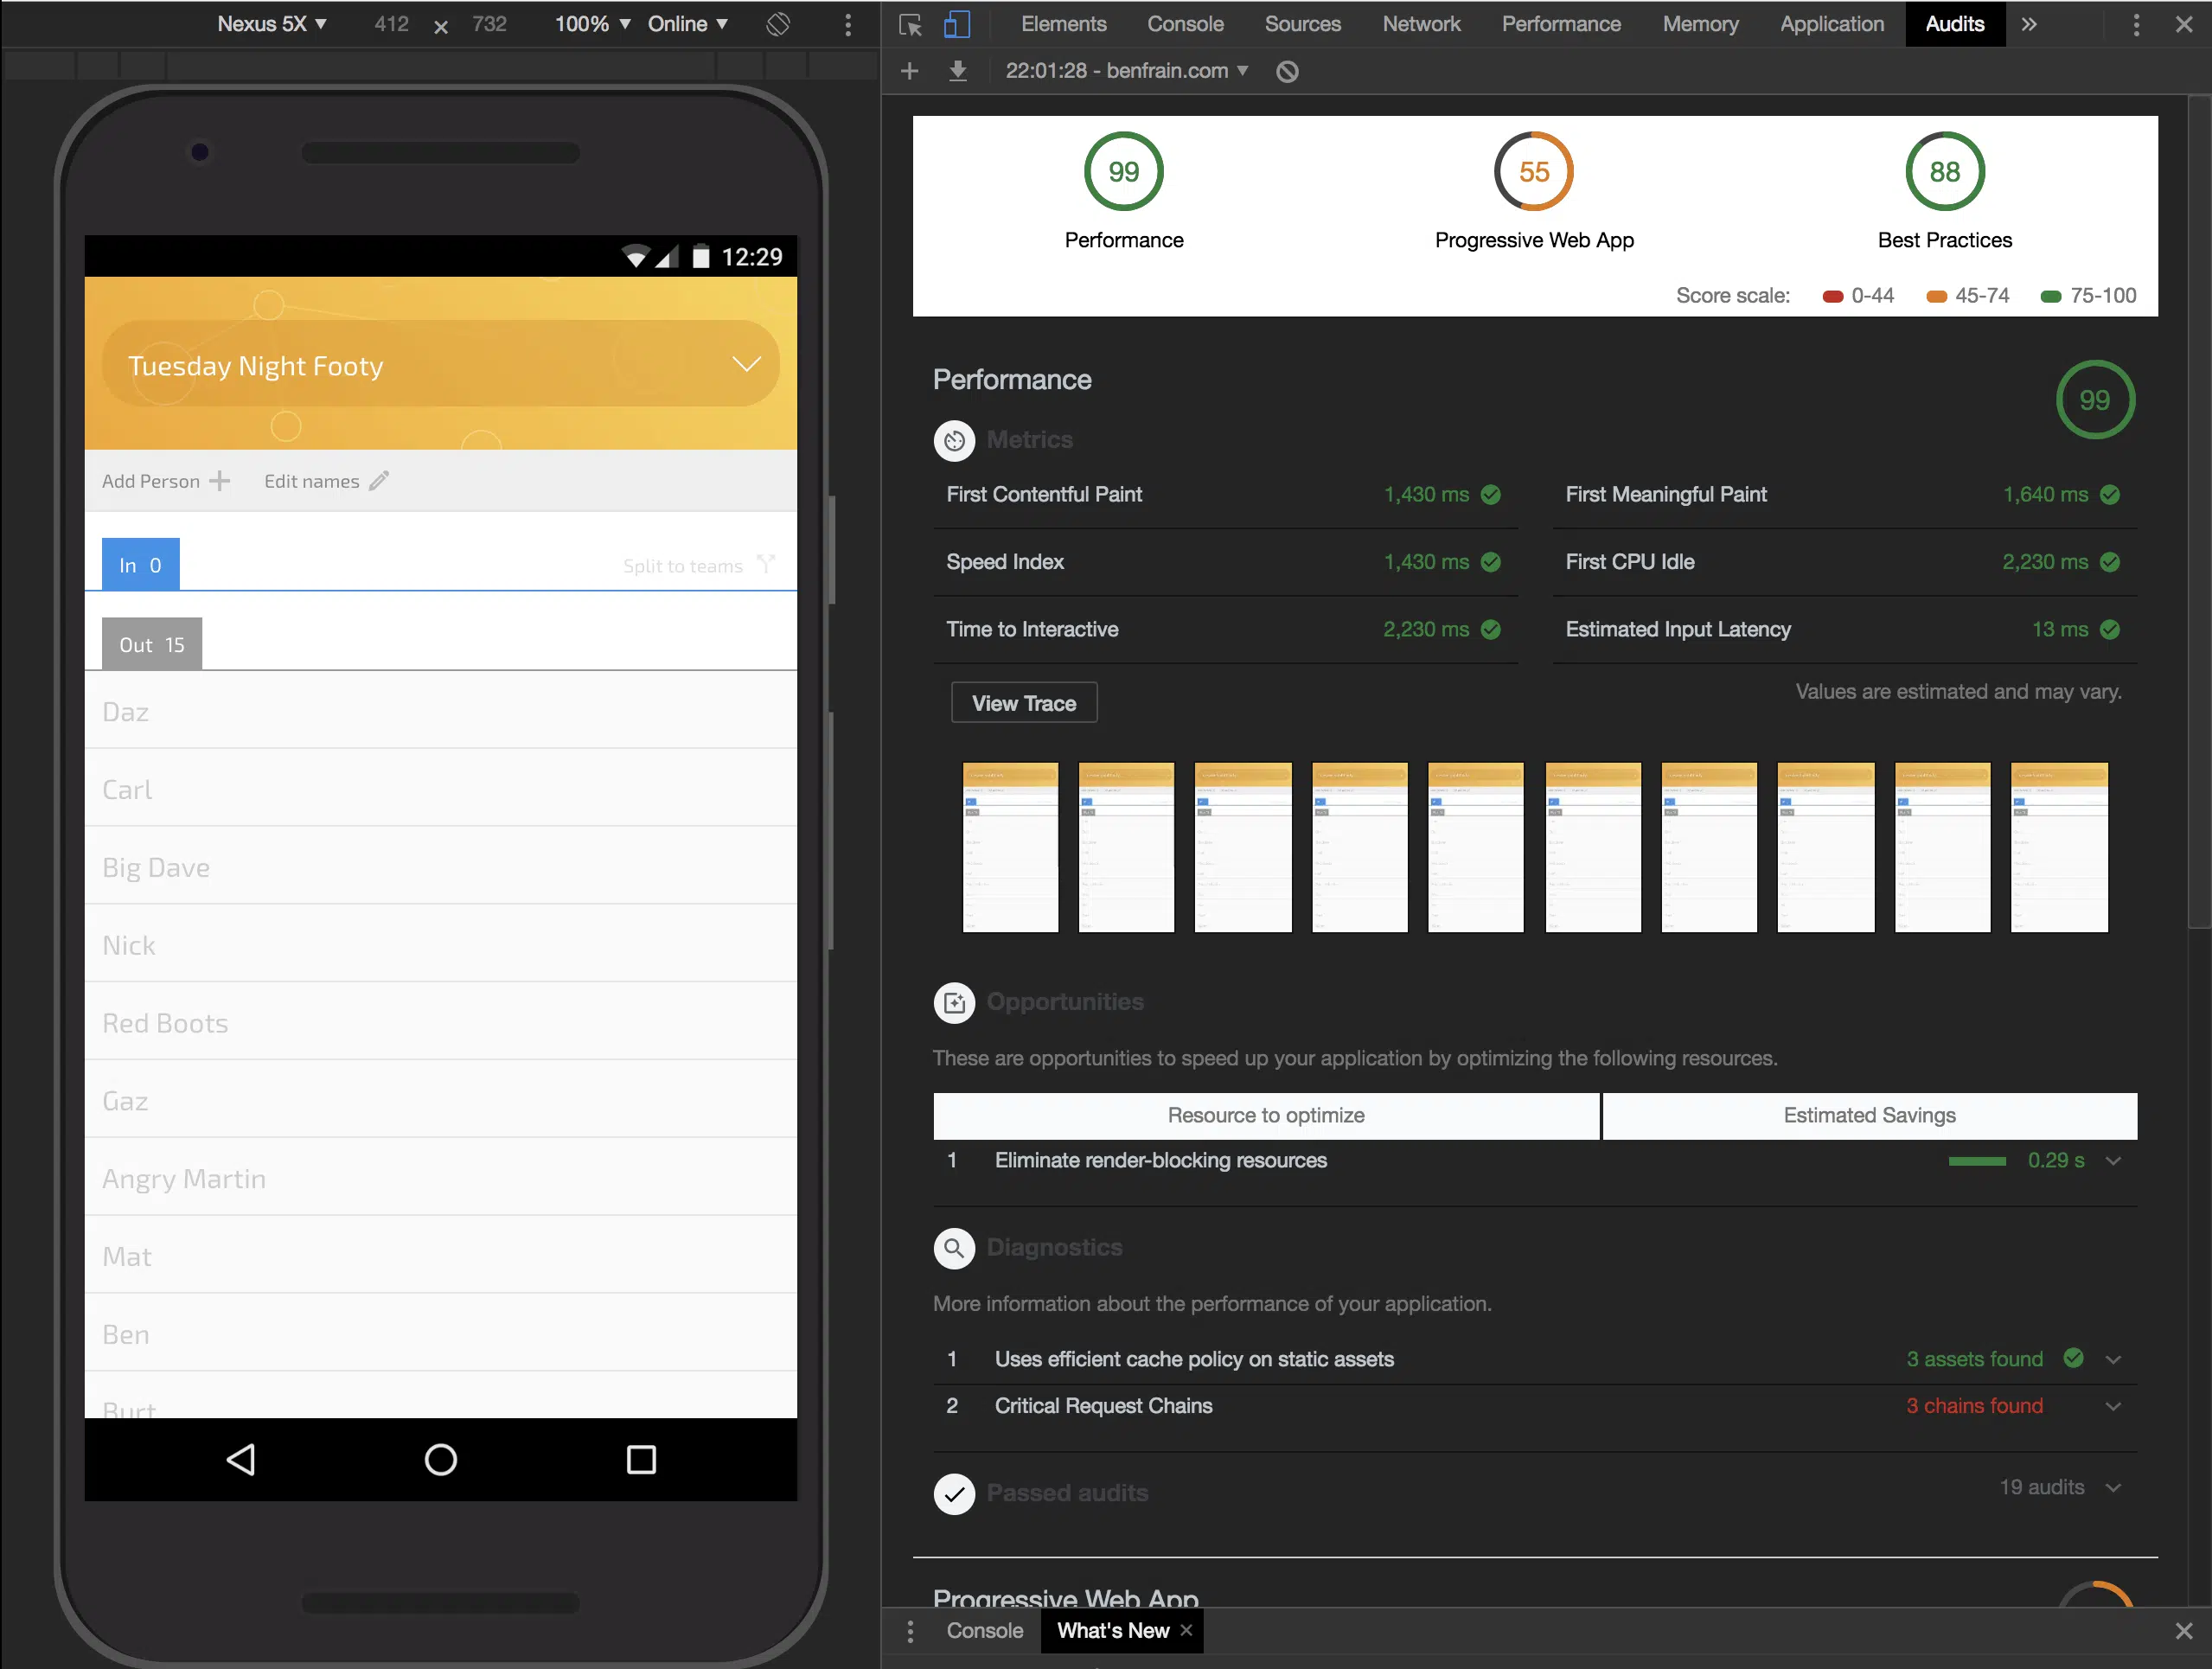 Nexus 5X ▼ 412 × 732 100% ▼ Online ▼
12:29
Tuesday Night Footy
Add Person Edit names
In 0 Split to teams
Out 15
Daz
Carl
Big Dave
Nick
Red Boots
Gaz
Angry Martin
Mat
Ben
Burt
Elements Console Sources Network Performance Memory Application Audits »
22:01:28 - benfrain.com ▼
99 55 88
Performance Progressive Web App Best Practices
Score scale: 0-44 45-74 75-100
Performance 99
Metrics
First Contentful Paint 1,430 ms First Meaningful Paint 1,640 ms
Speed Index 1,430 ms First CPU Idle 2,230 ms
Time to Interactive 2,230 ms Estimated Input Latency 13 ms
View Trace Values are estimated and may vary.
Opportunities
These are opportunities to speed up your application by optimizing the following resources.
Resource to optimize Estimated Savings
1 Eliminate render-blocking resources 0.29 s
Diagnostics
More information about the performance of your application.
1 Uses efficient cache policy on static assets 3 assets found
2 Critical Request Chains 3 chains found
Passed audits 19 audits
Progressive Web App
Console What's New ×